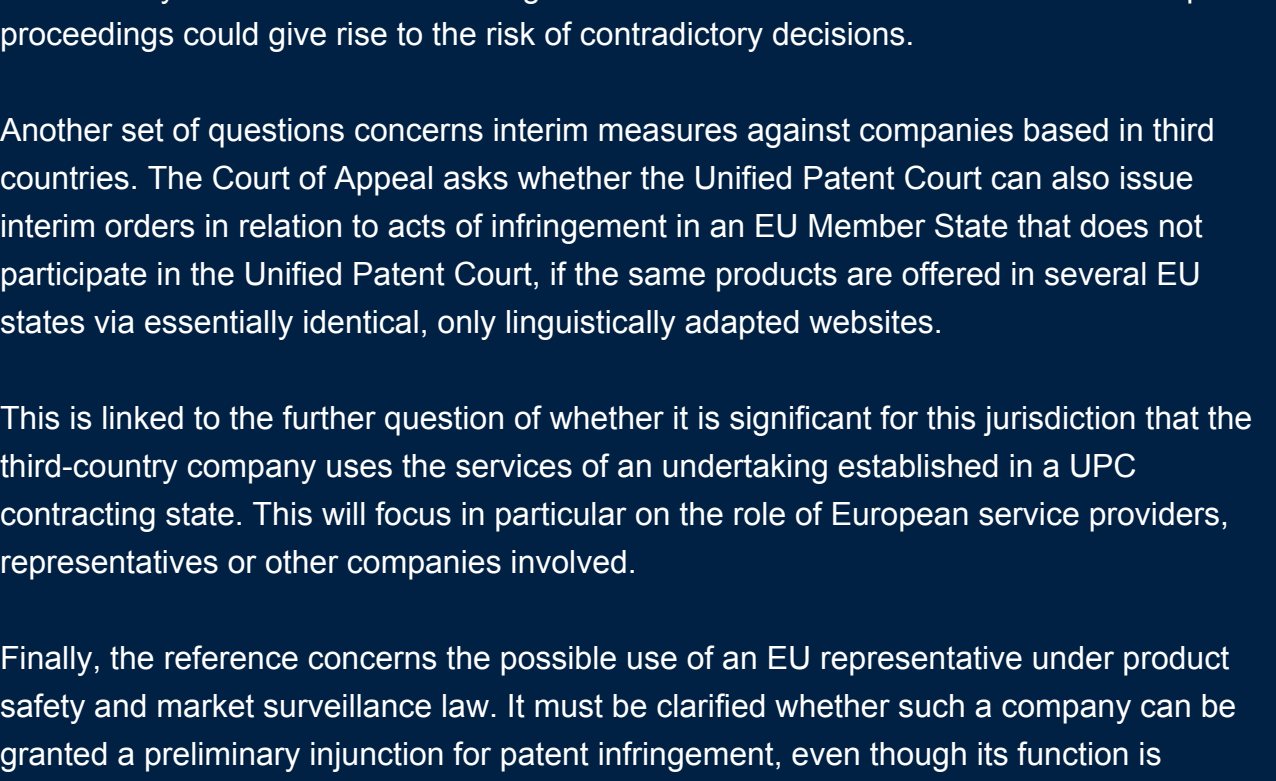 proceedings could give rise to the risk of contradictory decisions.
Another set of questions concerns interim measures against companies based in third
countries. The Court of Appeal asks whether the Unified Patent Court can also issue
interim orders in relation to acts of infringement in an EU Member State that does not
participate in the Unified Patent Court, if the same products are offered in several EU
states via essentially identical, only linguistically adapted websites.
This is linked to the further question of whether it is significant for this jurisdiction that the
third-country company uses the services of an undertaking established in a UPC
contracting state. This will focus in particular on the role of European service providers,
representatives or other companies involved.
Finally, the reference concerns the possible use of an EU representative under product
safety and market surveillance law. It must be clarified whether such a company can be
granted a preliminary injunction for patent infringement, even though its function is